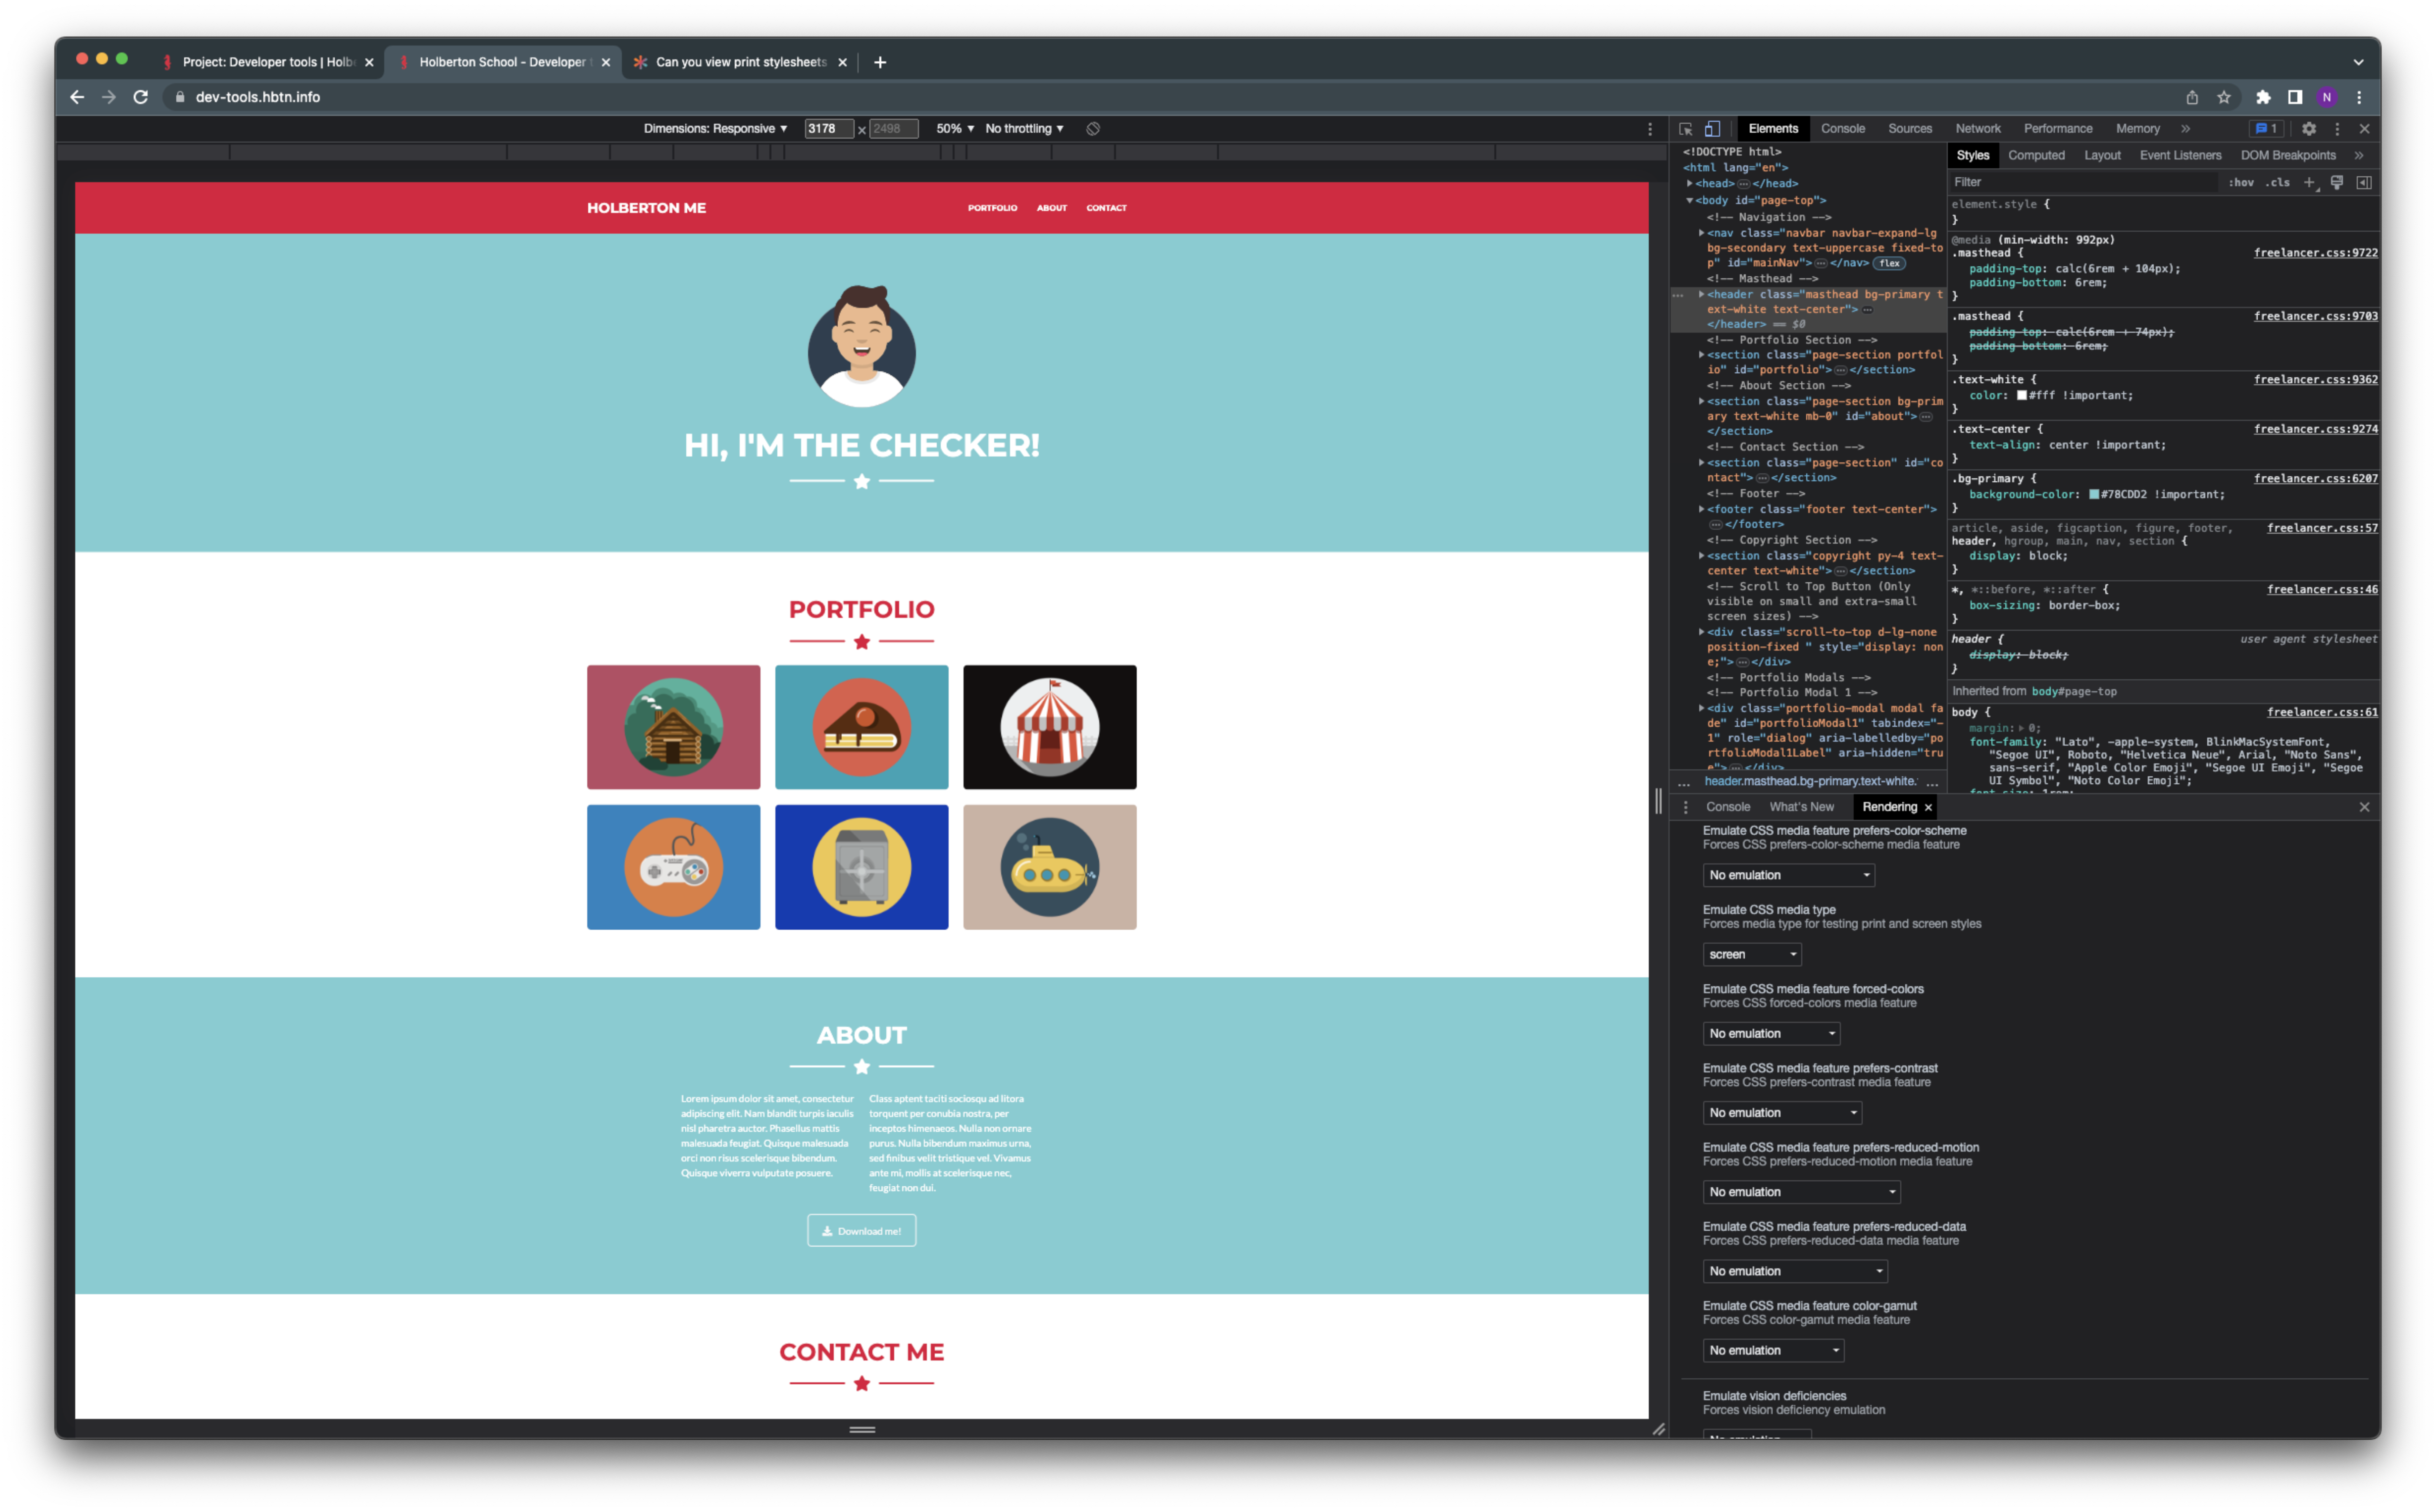 Project: Developer tools | Holb
Holberton School - Developer t
Can you view print stylesheets
dev-tools.hbtn.info
N
Dimensions: Responsive ▼ 3178 × 2498 50% ▼ No throttling ▼
HOLBERTON ME
PORTFOLIO ABOUT CONTACT
HI, I'M THE CHECKER!
PORTFOLIO
ABOUT
Lorem ipsum dolor sit amet, consectetur
adipiscing elit. Nam blandit turpis iaculis
nisl pharetra auctor. Phasellus mattis
malesuada feugiat. Quisque malesuada
orci non risus scelerisque bibendum.
Quisque viverra vulputate posuere.
Class aptent taciti sociosqu ad litora
torquent per conubia nostra, per
inceptos himenaeos. Nulla non ornare
purus. Nulla bibendum maximus urna,
sed finibus velit tristique vel. Vivamus
ante mi, mollis at scelerisque nec,
feugiat non dui.
Download me!
CONTACT ME
Elements Console Sources Network Performance Memory » 1
<!DOCTYPE html>
<html lang="en">
▶<head>…</head>
▼<body id="page-top">
<!-- Navigation -->
▶<nav class="navbar navbar-expand-lg
bg-secondary text-uppercase fixed-to
p" id="mainNav">…</nav> flex
<!-- Masthead -->
… ▶<header class="masthead bg-primary t
ext-white text-center">…
</header> == $0
<!-- Portfolio Section -->
▶<section class="page-section portfol
io" id="portfolio">…</section>
<!-- About Section -->
▶<section class="page-section bg-prim
ary text-white mb-0" id="about">…
</section>
<!-- Contact Section -->
▶<section class="page-section" id="co
ntact">…</section>
<!-- Footer -->
▶<footer class="footer text-center">
…</footer>
<!-- Copyright Section -->
▶<section class="copyright py-4 text-
center text-white">…</section>
<!-- Scroll to Top Button (Only
visible on small and extra-small
screen sizes) -->
▶<div class="scroll-to-top d-lg-none
position-fixed " style="display: non
e;">…</div>
<!-- Portfolio Modals -->
<!-- Portfolio Modal 1 -->
▶<div class="portfolio-modal modal fa
de" id="portfolioModal1" tabindex="-
1" role="dialog" aria-labelledby="po
rtfolioModal1Label" aria-hidden="tru
e">…</div>
… header.masthead.bg-primary.text-white. …
Styles Computed Layout Event Listeners DOM Breakpoints »
Filter :hov .cls +
element.style {
}
@media (min-width: 992px)
.masthead { freelancer.css:9722
padding-top: calc(6rem + 104px);
padding-bottom: 6rem;
}
.masthead { freelancer.css:9703
padding-top: calc(6rem + 74px);
padding-bottom: 6rem;
}
.text-white { freelancer.css:9362
color: #fff !important;
}
.text-center { freelancer.css:9274
text-align: center !important;
}
.bg-primary { freelancer.css:6207
background-color: #78CDD2 !important;
}
article, aside, figcaption, figure, footer, freelancer.css:57
header, hgroup, main, nav, section {
display: block;
}
*, *::before, *::after { freelancer.css:46
box-sizing: border-box;
}
header { user agent stylesheet
display: block;
}
Inherited from body#page-top
body { freelancer.css:61
margin:▶ 0;
font-family: "Lato", -apple-system, BlinkMacSystemFont,
"Segoe UI", Roboto, "Helvetica Neue", Arial, "Noto Sans",
sans-serif, "Apple Color Emoji", "Segoe UI Emoji", "Segoe
UI Symbol", "Noto Color Emoji";
font-size: 1rem;
Console What's New Rendering
Emulate CSS media feature prefers-color-scheme
Forces CSS prefers-color-scheme media feature
No emulation
Emulate CSS media type
Forces media type for testing print and screen styles
screen
Emulate CSS media feature forced-colors
Forces CSS forced-colors media feature
No emulation
Emulate CSS media feature prefers-contrast
Forces CSS prefers-contrast media feature
No emulation
Emulate CSS media feature prefers-reduced-motion
Forces CSS prefers-reduced-motion media feature
No emulation
Emulate CSS media feature prefers-reduced-data
Forces CSS prefers-reduced-data media feature
No emulation
Emulate CSS media feature color-gamut
Forces CSS color-gamut media feature
No emulation
Emulate vision deficiencies
Forces vision deficiency emulation
No emulation